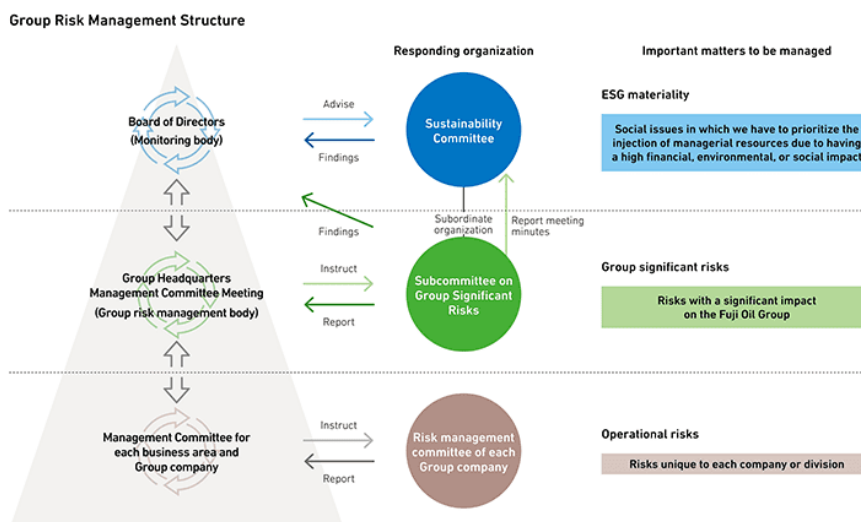 Group Risk Management Structure
Responding organization
Important matters to be managed
Board of Directors
(Monitoring body)
Advise
Findings
Sustainability
Committee
ESG materiality
Social issues in which we have to prioritize the
injection of managerial resources due to having
a high financial, environmental, or social impact
Findings
Subordinate
organization
Report meeting
minutes
Group Headquarters
Management Committee Meeting
(Group risk management body)
Instruct
Report
Subcommittee on
Group Significant
Risks
Group significant risks
Risks with a significant impact
on the Fuji Oil Group
Management Committee for
each business area and
Group company
Instruct
Report
Risk management
committee of each
Group company
Operational risks
Risks unique to each company or division